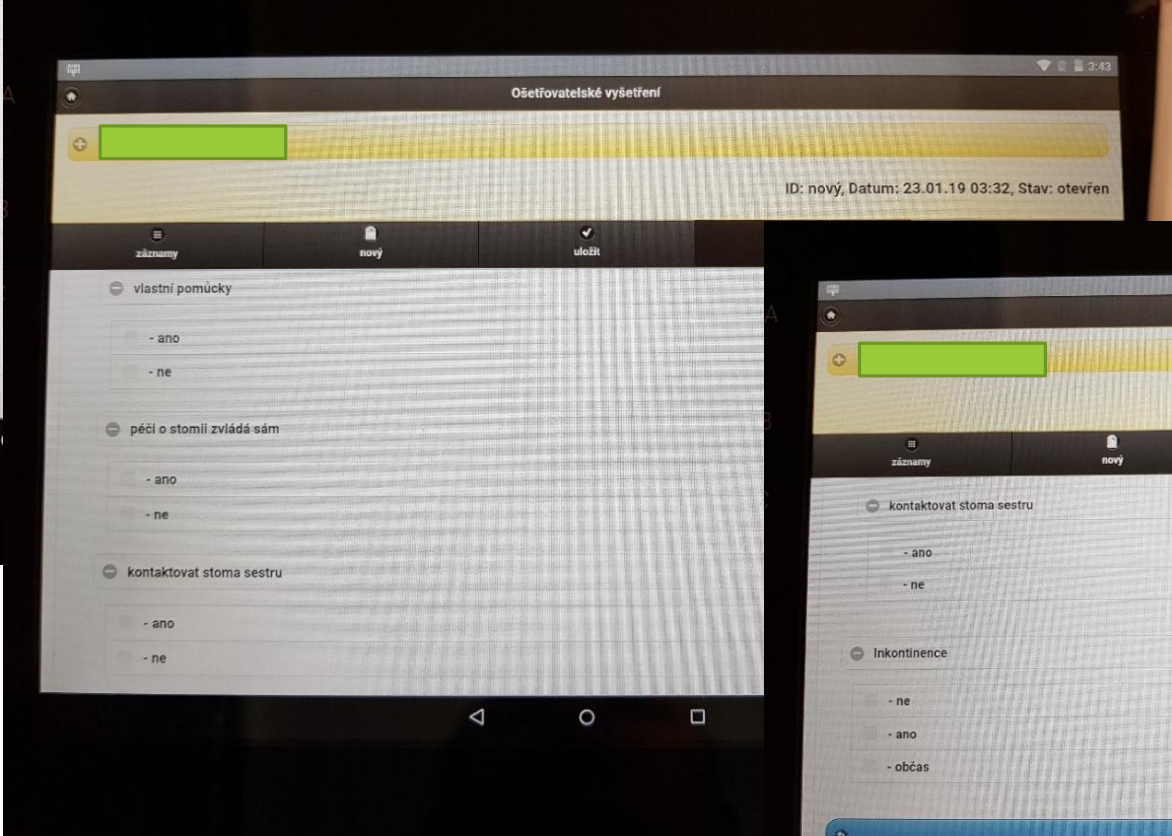 3:43
Ošetřovatelské vyšetření
ID: nový, Datum: 23.01.19 03:32, Stav: otevřen
záznamy
nový
uložit
vlastní pomůcky
- ano
- ne
péči o stomii zvládá sám
- ano
- ne
kontaktovat stoma sestru
- ano
- ne
záznamy
nový
kontaktovat stoma sestru
- ano
- ne
Inkontinence
- ne
- ano
- občas